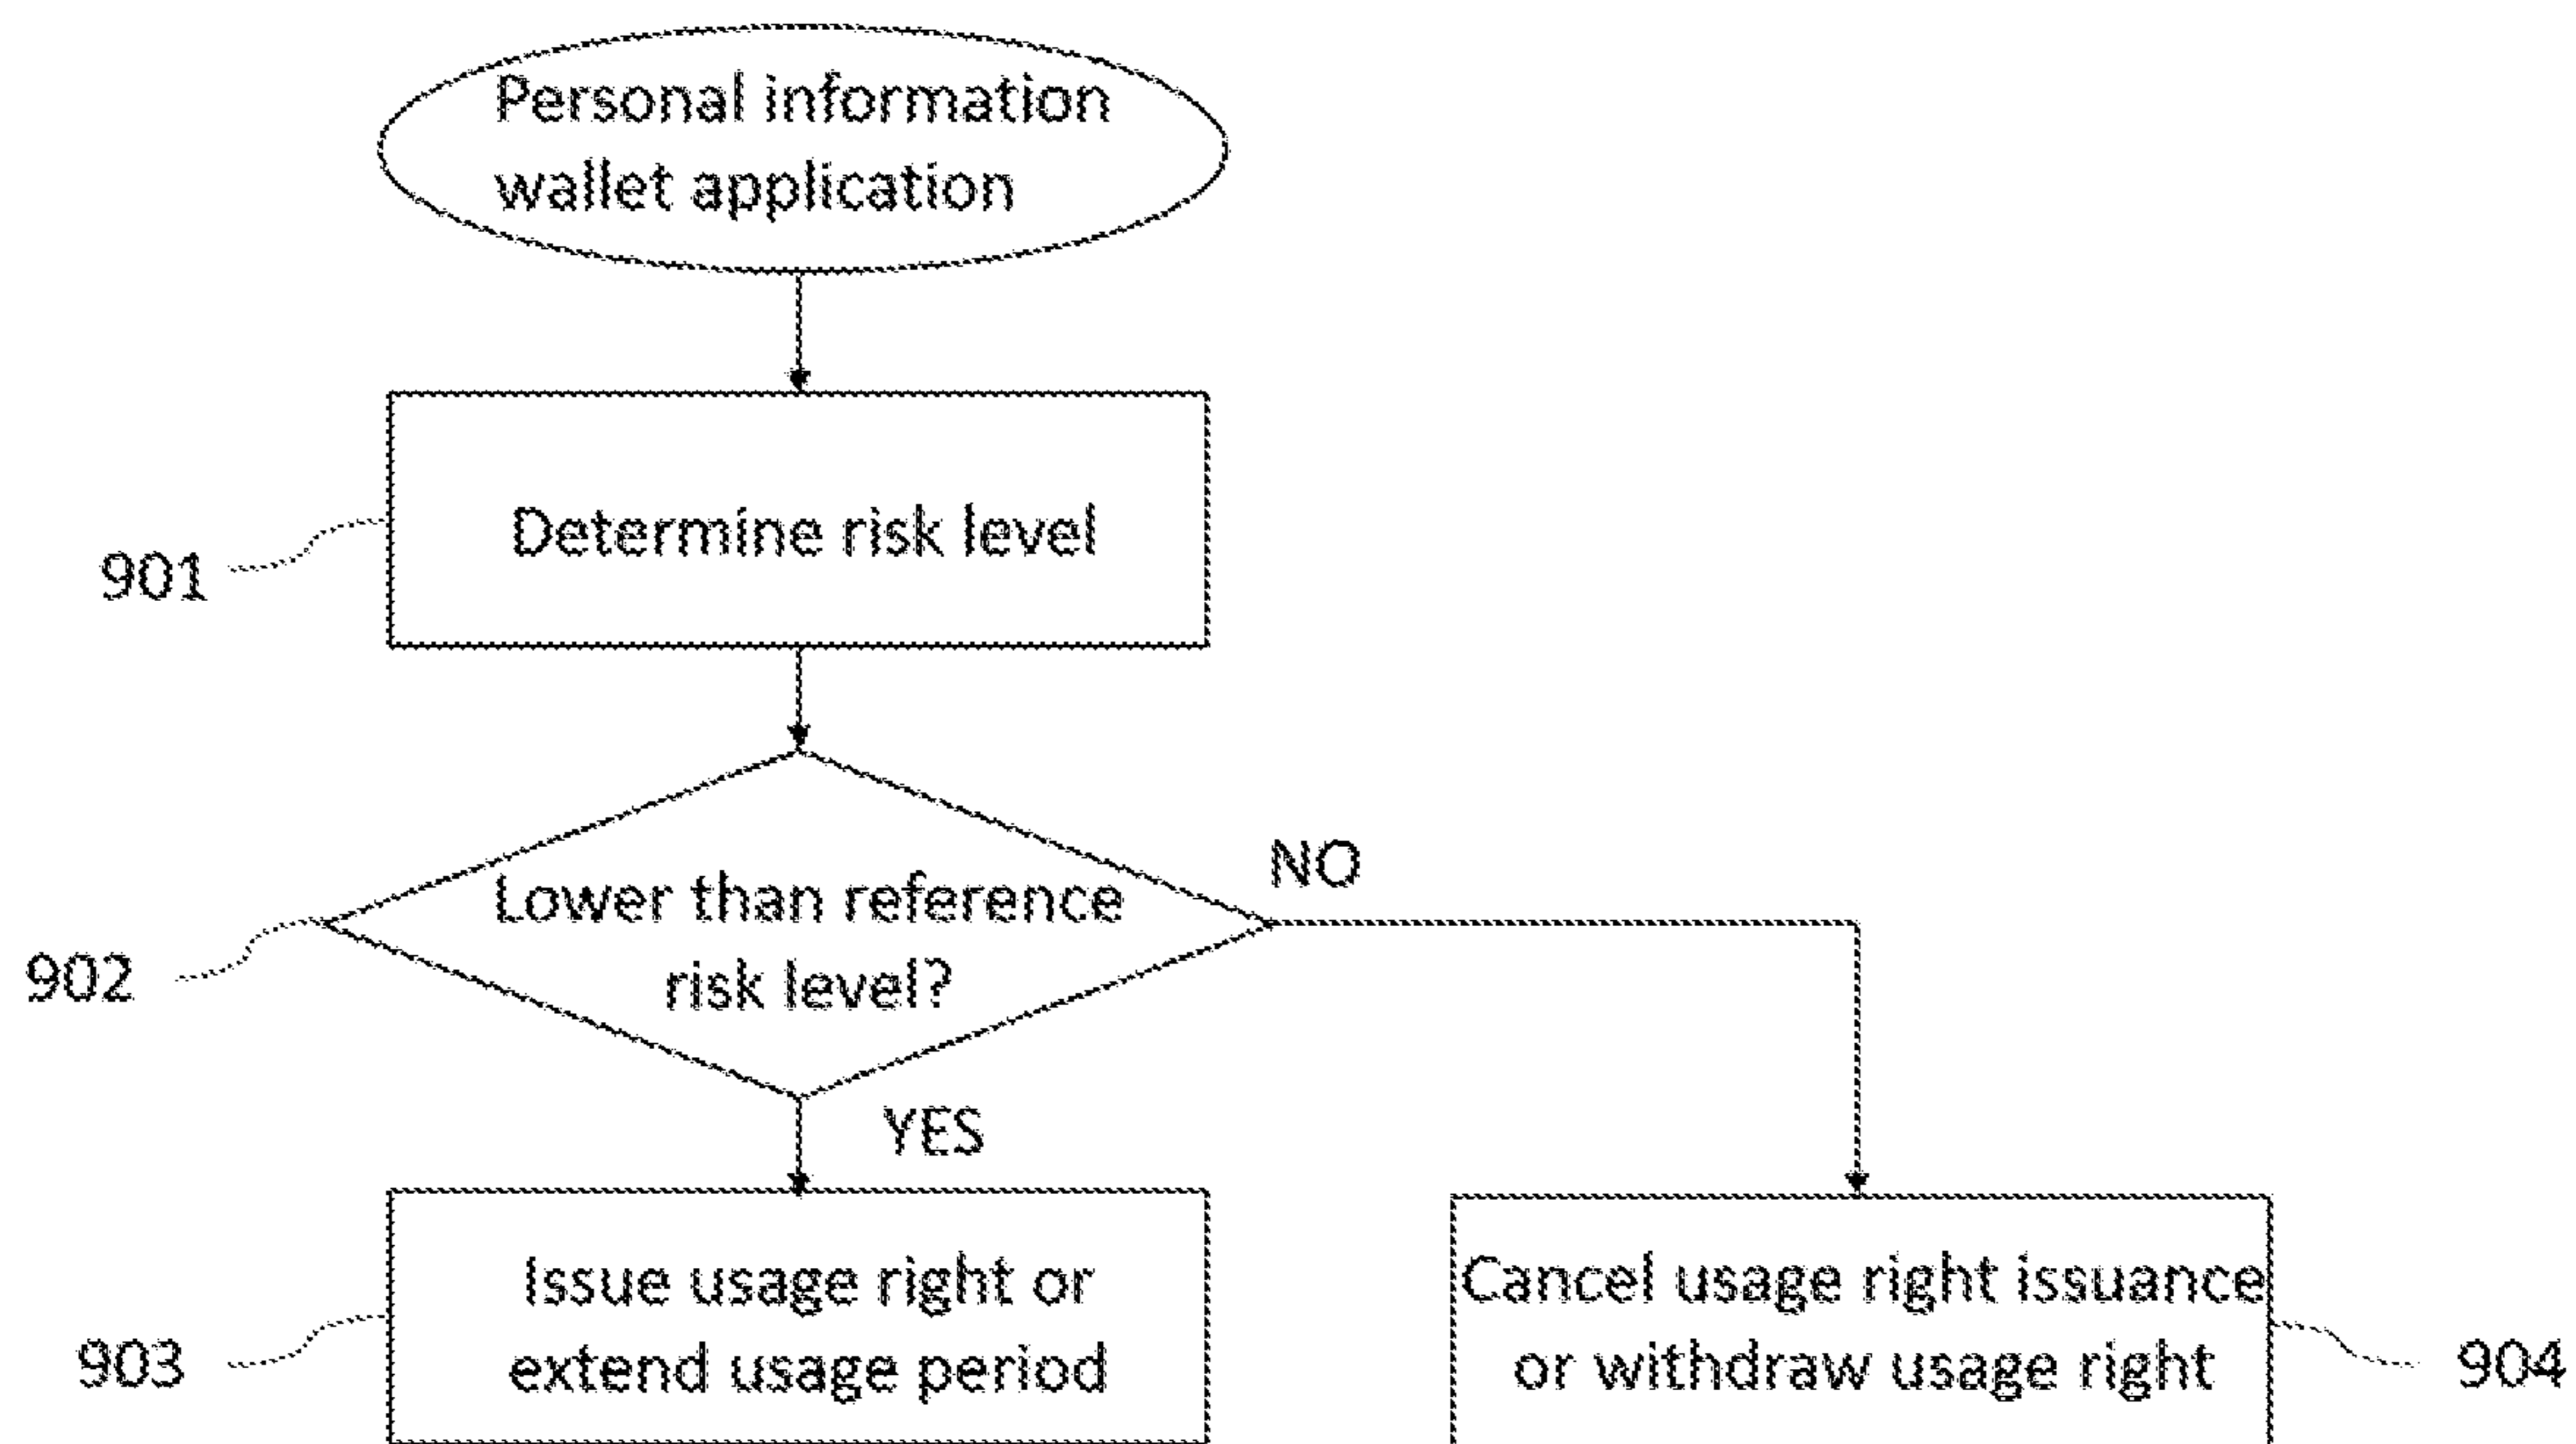 Personal information
wallet application
Determine risk level
901
Lower than reference
risk level?
NO
902
YES
Issue usage right or
extend usage period
903
Cancel usage right issuance
or withdraw usage right
904